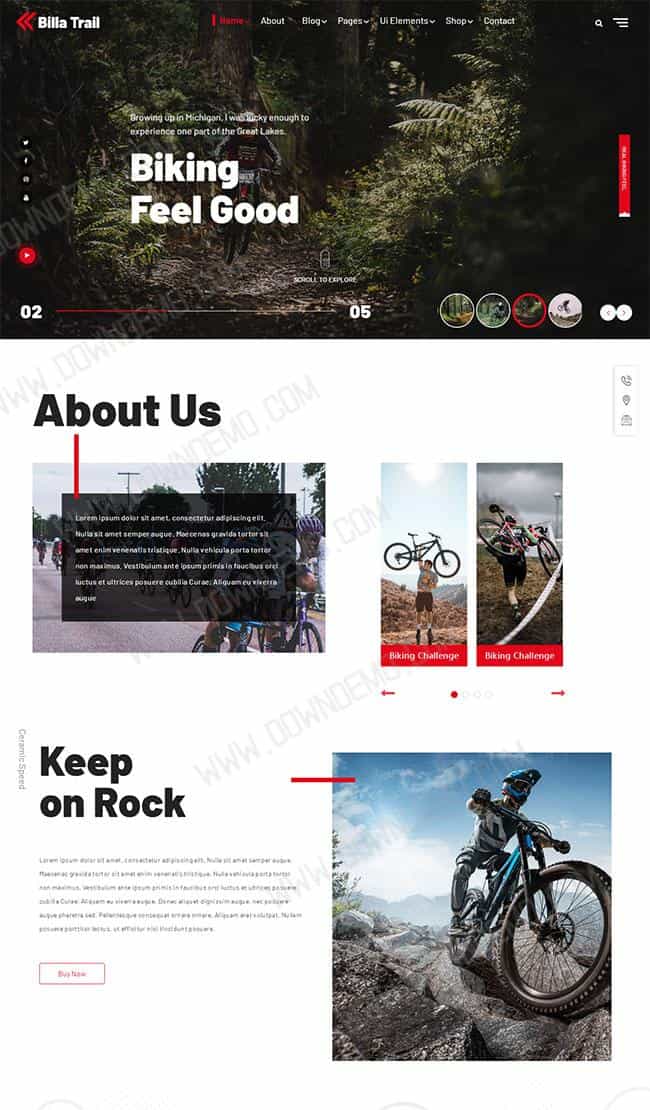 Billa Trail
Home
About
Blog
Pages
Ui Elements
Shop
Contact
Growing up in Michigan, I was lucky enough to
experience one part of the Great Lakes.
Biking
Feel Good
SCROLL TO EXPLORE
02
05
About Us
Lorem ipsum dolor sit amet, consectetur adipiscing elit.
Nulla sit amet semper augue. Maecenas gravida tortor sit
amet enim venenatis tristique. Nulla vehicula porta tortor
non maximus. Vestibulum ante ipsum primis in faucibus orci
luctus et ultrices posuere cubilia Curae; Aliquam eu viverra
augue
Biking Challenge
Biking Challenge
Ceramic Speed
Keep
on Rock
Lorem ipsum dolor sit amet, consectetur adipiscing elit. Nulla sit amet semper augue.
Maecenas gravida tortor sit amet enim venenatis tristique. Nulla vehicula porta tortor
non maximus. Vestibulum ante ipsum primis in faucibus orci luctus et ultrices posuere
cubilia Curae; Aliquam eu viverra augue. Donec aliquet dignissim augue, nec posuere
augue pharetra sed. Pellentesque consequat ornare ornare. Aliquam erat volutpat. Nu lam
posuere porttitor lectus, ut efficitur nisl tincidunt posuere.
Buy Now
WWW.DOWNDEMO.COM